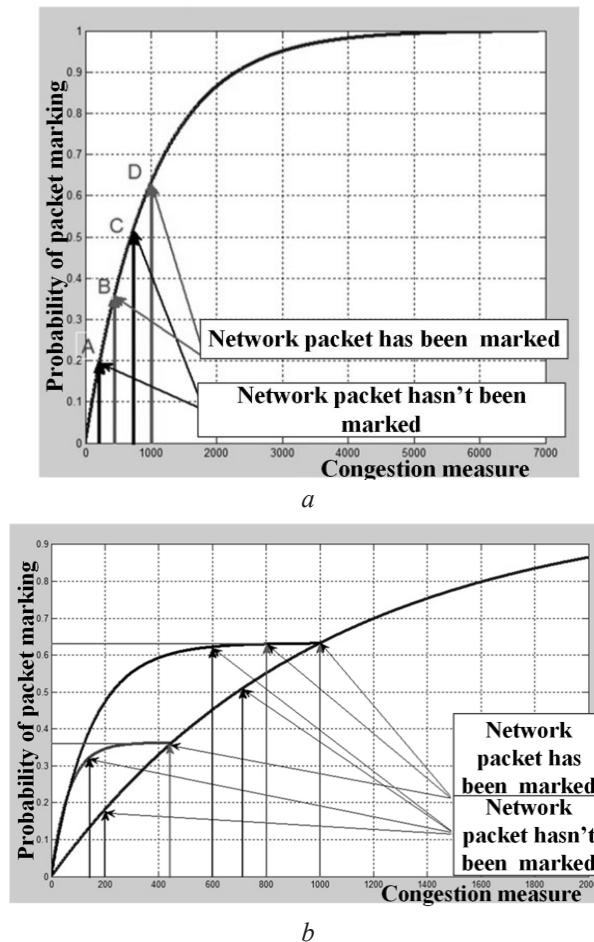 1
0.9
0.8
0.7
0.6
0.5
0.4
0.3
0.2
0.1
0
Probability of packet marking
D
C
B
A
Network packet has been marked
Network packet hasn't been
marked
0 1000 2000 3000 4000 5000 6000 7000
Congestion measure
a
0.9
0.8
0.7
0.6
0.5
0.4
0.3
0.2
0.1
0
Probability of packet marking
Network
packet has
been marked
Network
packet hasn't
been marked
0 200 400 600 800 1000 1200 1400 1600 1800 200
Congestion measure
b